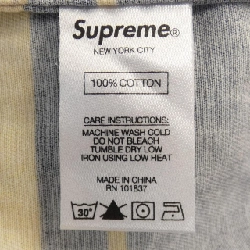 Supreme®
NEW YORK CITY
100% COTTON
CARE INSTRUCTIONS:
MACHINE WASH COLD
DO NOT BLEACH
TUMBLE DRY LOW
IRON USING LOW HEAT
MADE IN CHINA
RN 101837
30°